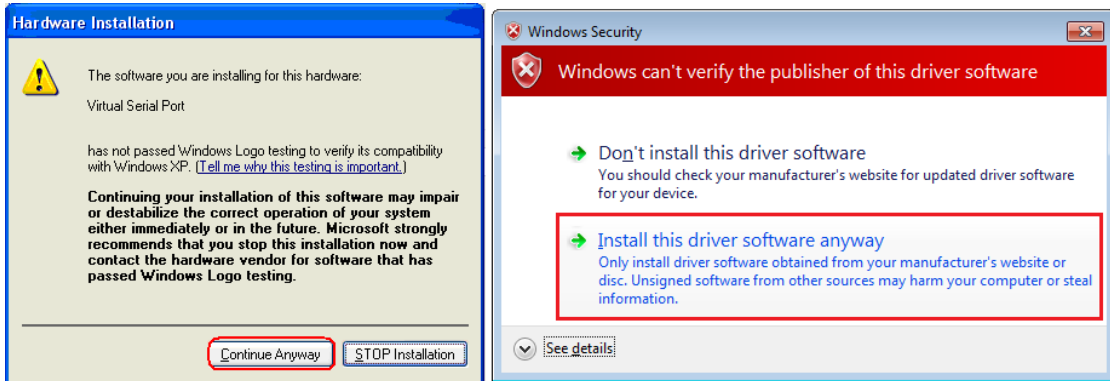 Hardware Installation
The software you are installing for this hardware:
Virtual Serial Port
has not passed Windows Logo testing to verify its compatibility
with Windows XP. (Tell me why this testing is important.)
Continuing your installation of this software may impair
or destabilize the correct operation of your system
either immediately or in the future. Microsoft strongly
recommends that you stop this installation now and
contact the hardware vendor for software that has
passed Windows Logo testing.
Continue Anyway
STOP Installation
Windows Security
Windows can't verify the publisher of this driver software
Don't install this driver software
You should check your manufacturer's website for updated driver software
for your device.
Install this driver software anyway
Only install driver software obtained from your manufacturer's website or
disc. Unsigned software from other sources may harm your computer or steal
information.
See details